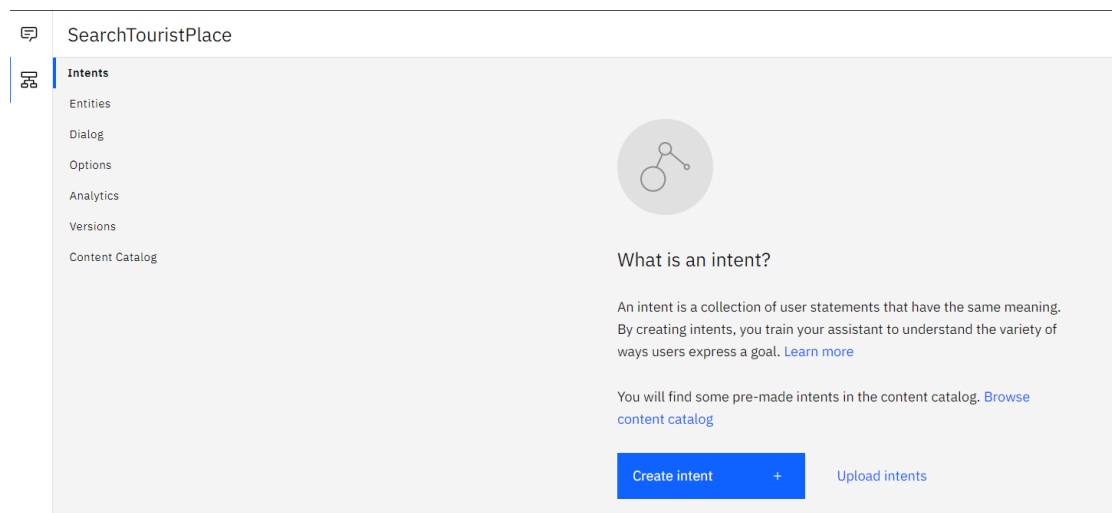 SearchTouristPlace
Intents
Entities
Dialog
Options
Analytics
Versions
Content Catalog
What is an intent?
An intent is a collection of user statements that have the same meaning.
By creating intents, you train your assistant to understand the variety of
ways users express a goal. Learn more
You will find some pre-made intents in the content catalog. Browse
content catalog
Create intent +
Upload intents